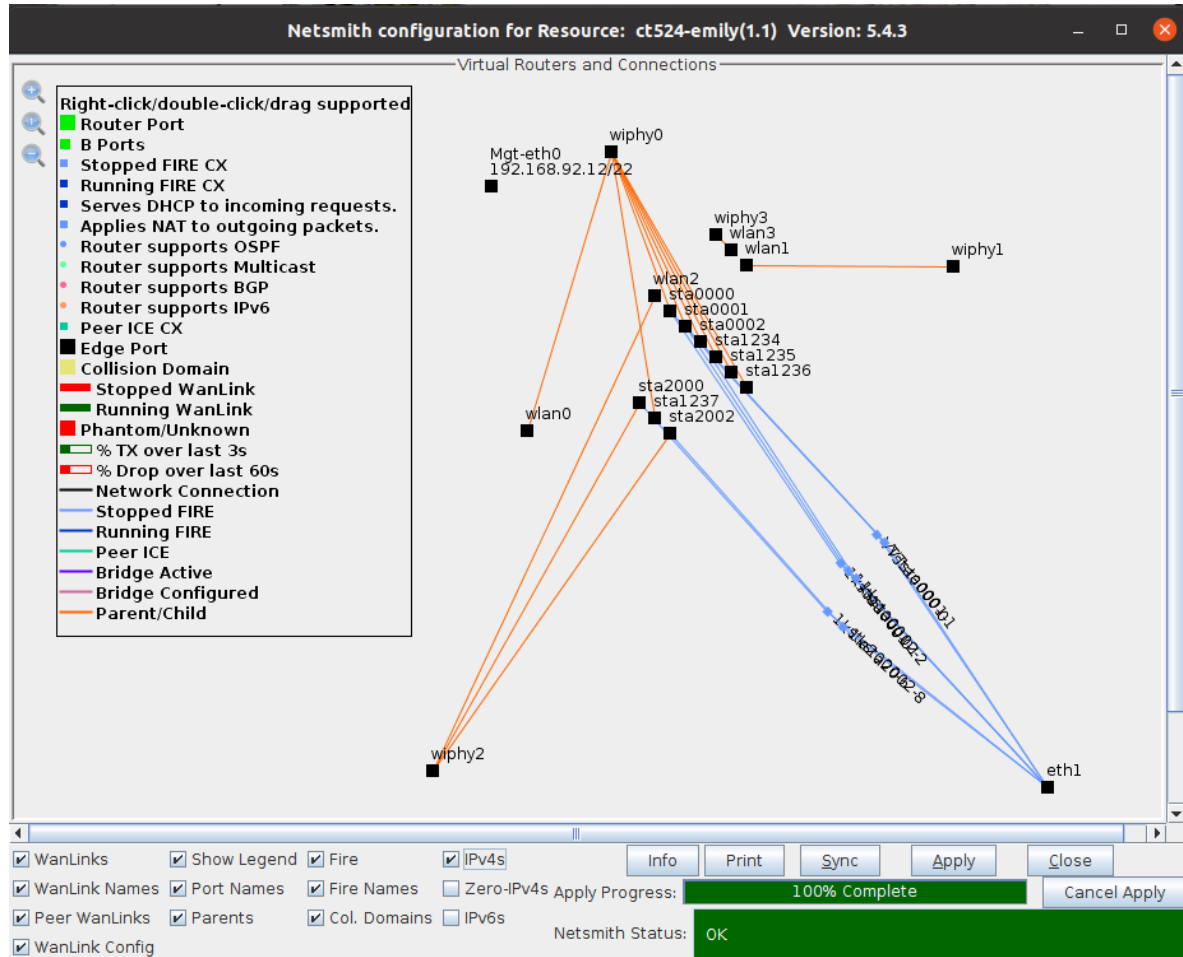 Netsmith configuration for Resource: ct524-emily(1.1) Version: 5.4.3
Virtual Routers and Connections
Right-click/double-click/drag supported
Router Port
B Ports
Stopped FIRE CX
Running FIRE CX
Serves DHCP to incoming requests.
Applies NAT to outgoing packets.
Router supports OSPF
Router supports Multicast
Router supports BGP
Router supports IPv6
Peer ICE CX
Edge Port
Collision Domain
Stopped WanLink
Running WanLink
Phantom/Unknown
% TX over last 3s
% Drop over last 60s
Network Connection
Stopped FIRE
Running FIRE
Peer ICE
Bridge Active
Bridge Configured
Parent/Child
wiphy0
Mgt-eth0
192.168.92.12/22
wiphy3
wlan3
wlan1
wiphy1
wlan2
sta0000
sta0001
sta0002
sta1234
sta1235
sta1236
sta2000
sta1237
sta2002
wlan0
wiphy2
eth1
WanLinks
Show Legend
Fire
IPv4s
Info
Print
Sync
Apply
Close
WanLink Names
Port Names
Fire Names
Zero-IPv4s
Apply Progress:
100% Complete
Cancel Apply
Peer WanLinks
Parents
Col. Domains
IPv6s
Netsmith Status:
OK
WanLink Config